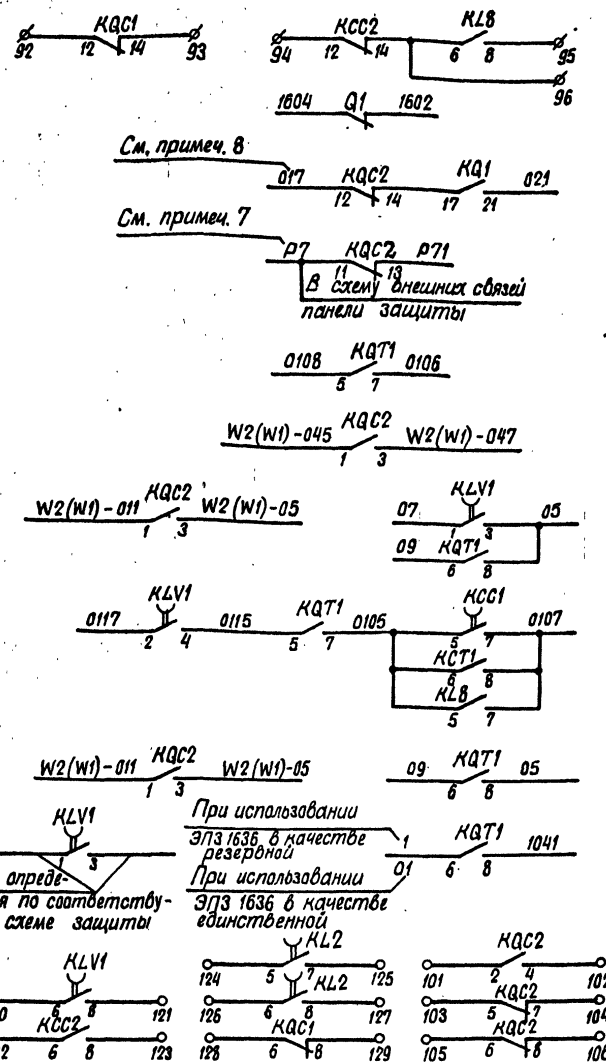 KQC1
92 12 14 93
KCC2 KL8
94 12 14 6 8 95
96
1604 Q1 1602
См. примеч. 8
017 KQC2 KQ1 021
12 14 17 21
См. примеч. 7
P7 KQC2 P71
11 13
В схему внешних связей
панели защиты
0108 KQT1 0106
5 7
W2(W1)-045 KQC2 W2(W1)-047
1 3
W2(W1)-011 KQC2 W2(W1)-05
1 3
KLV1
07 1 3 05
09 KQT1
6 8
KLV1 KQT1 KCC1
0117 2 4 0115 5 7 0105 5 7 0107
KCT1
6 8
KL8
5 7
W2(W1)-011 KQC2 W2(W1)-05
1 3
09 KQT1 05
6 8
KLV1
1 3
опреде-
я по соответству-
схеме защиты
При использовании
ЭПЗ 1636 в качестве
резервной
При использовании
ЭПЗ 1636 в качестве
единственной
1 KQT1 1041
01 6 8
KLV1
0 6 8 121
KCC2
2 6 8 123
KL2
124 5 7 125
KL2
126 6 8 127
KQC1
128 6 8 129
KQC2
101 2 4 102
KQC2
103 5 7 104
KQC2
105 6 8 106